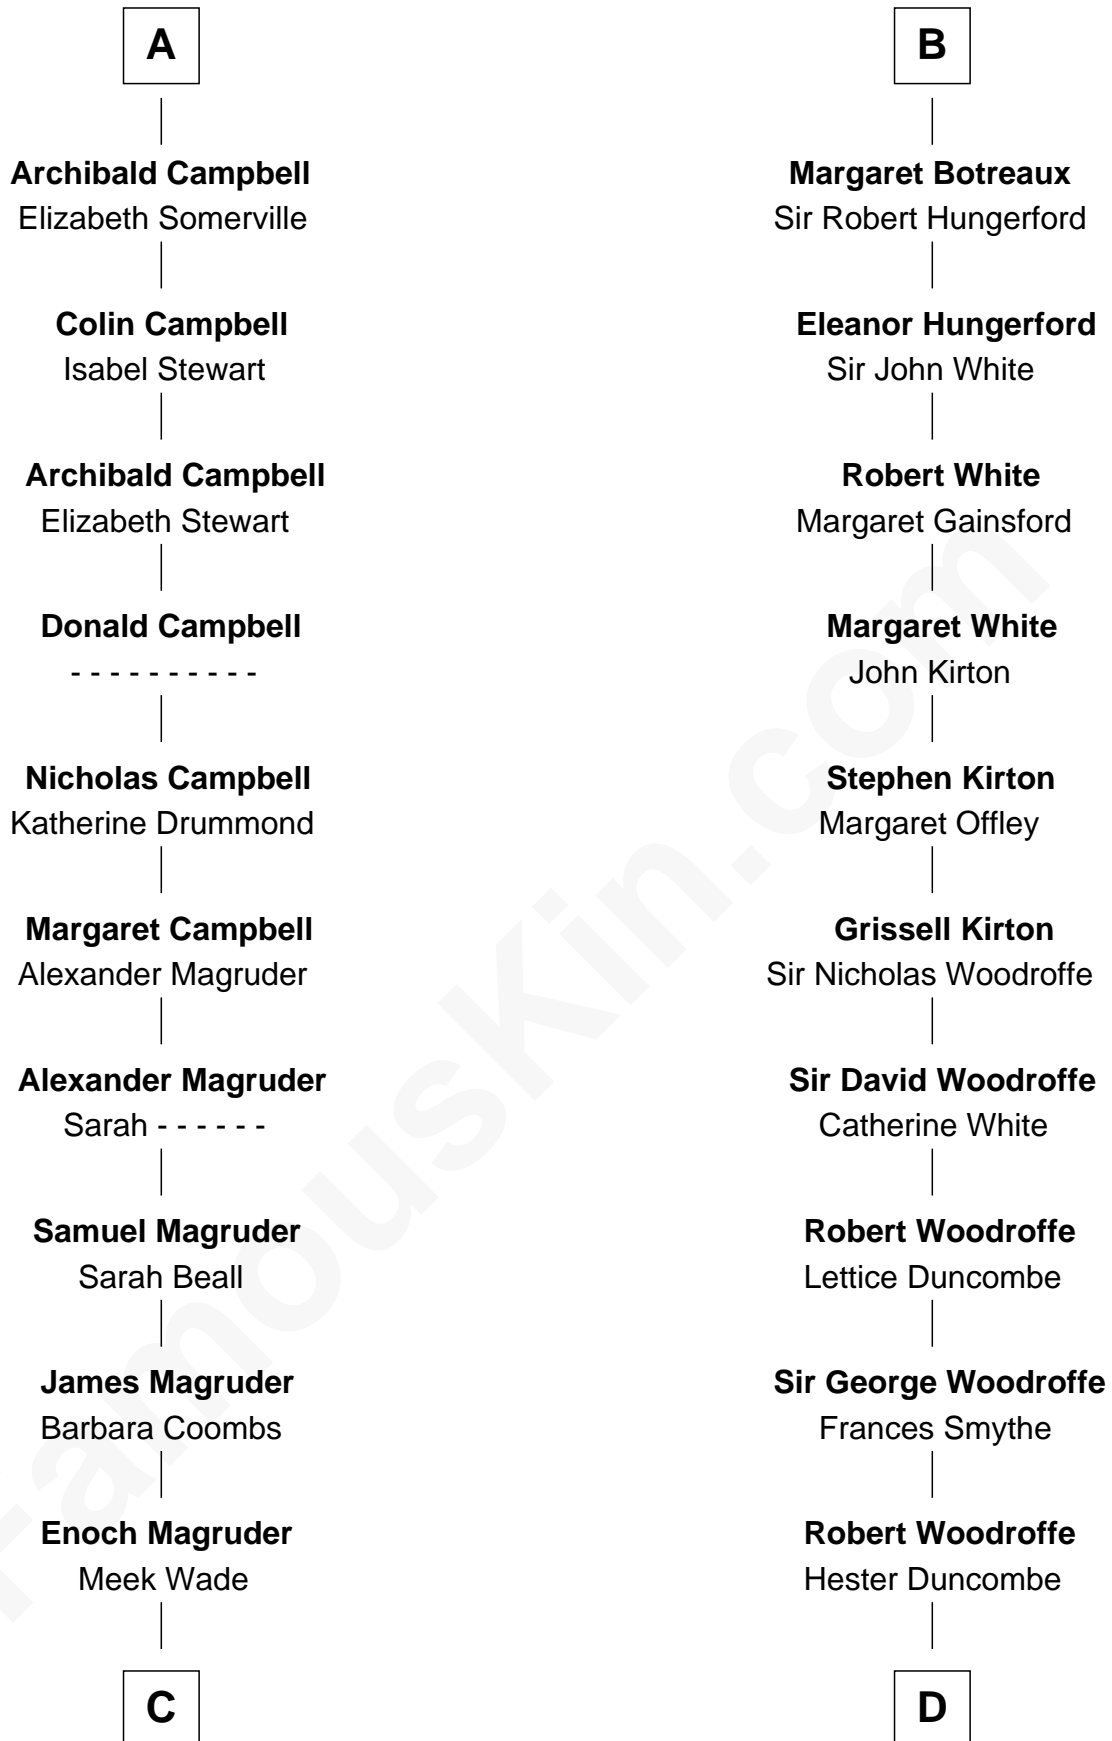 A
Archibald Campbell
Elizabeth Somerville
Colin Campbell
Isabel Stewart
Archibald Campbell
Elizabeth Stewart
Donald Campbell
- - - - - - - - - -
Nicholas Campbell
Katherine Drummond
Margaret Campbell
Alexander Magruder
Alexander Magruder
Sarah - - - - - -
Samuel Magruder
Sarah Beall
James Magruder
Barbara Coombs
Enoch Magruder
Meek Wade
C
B
Margaret Botreaux
Sir Robert Hungerford
Eleanor Hungerford
Sir John White
Robert White
Margaret Gainsford
Margaret White
John Kirton
Stephen Kirton
Margaret Offley
Grissell Kirton
Sir Nicholas Woodroffe
Sir David Woodroffe
Catherine White
Robert Woodroffe
Lettice Duncombe
Sir George Woodroffe
Frances Smythe
Robert Woodroffe
Hester Duncombe
D
FamousKin.com